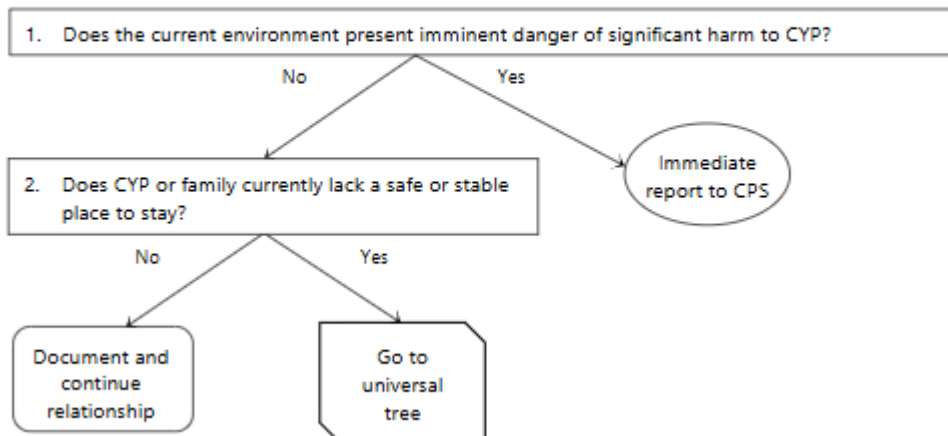 1. Does the current environment present imminent danger of significant harm to CYP?
No
Yes
Immediate
report to CPS
2. Does CYP or family currently lack a safe or stable
place to stay?
No
Yes
Document and
continue
relationship
Go to
universal
tree